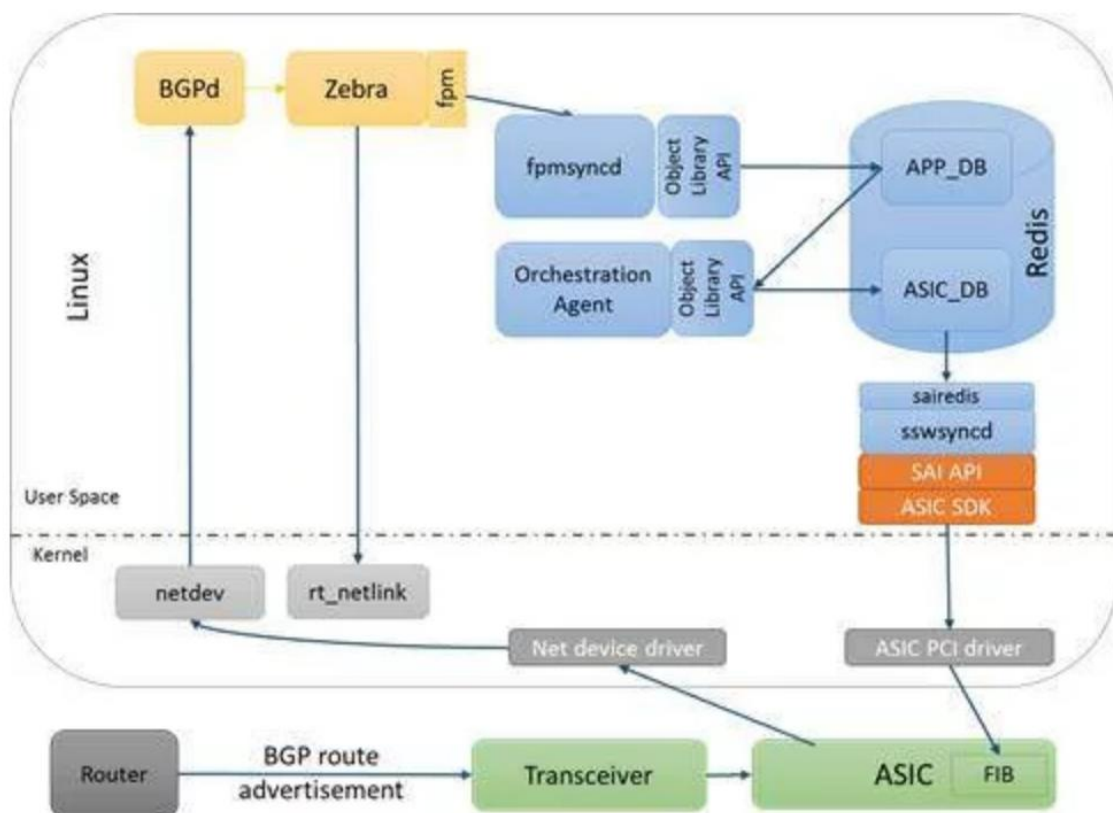 BGPd
Zebra
fpm
fpmsyncd
Object
Library
API
APP_DB
Redis
Linux
Orchestration
Agent
Object
Library
API
ASIC_DB
sairedis
sswsyncd
SAI API
User Space
ASIC SDK
Kernel
netdev
rt_netlink
Net device driver
ASIC PCI driver
Router
BGP route
advertisement
Transceiver
ASIC
FIB